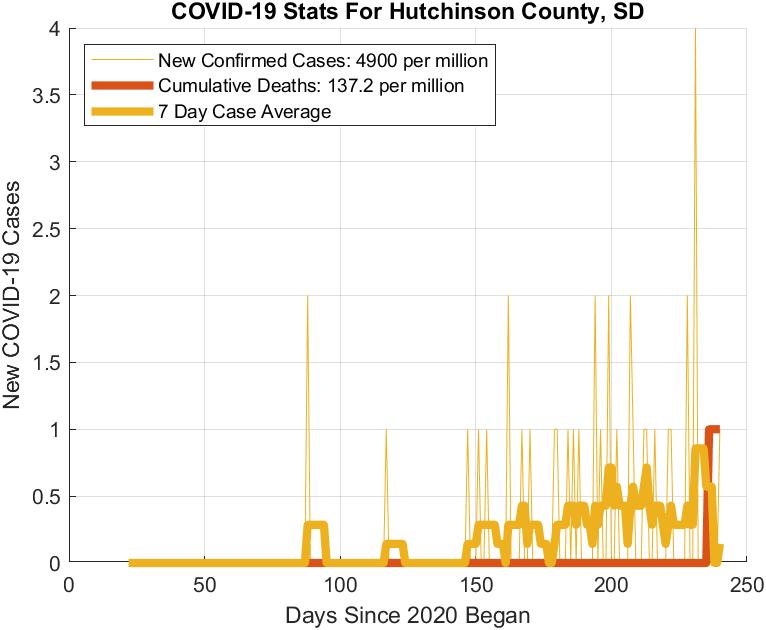 COVID-19 Stats For Hutchinson County, SD
New Confirmed Cases: 4900 per million
Cumulative Deaths: 137.2 per million
7 Day Case Average
New COVID-19 Cases
4
3.5
3
2.5
2
1.5
1
0.5
0
0 50 100 150 200 250
Days Since 2020 Began